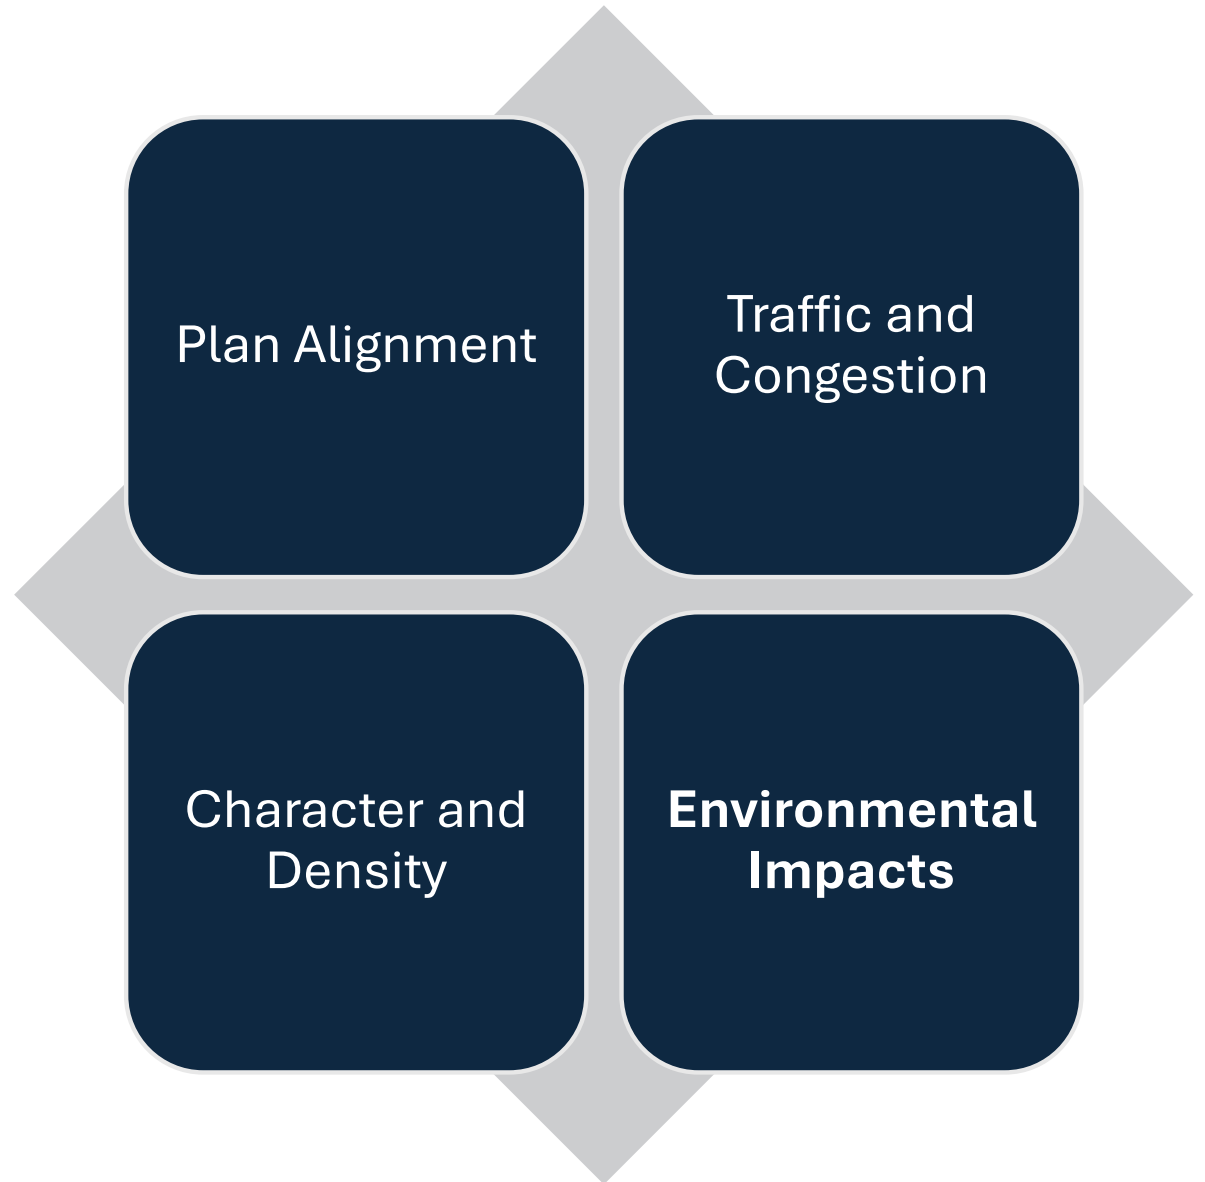 Plan Alignment
Traffic and
Congestion
Character and
Density
Environmental
Impacts